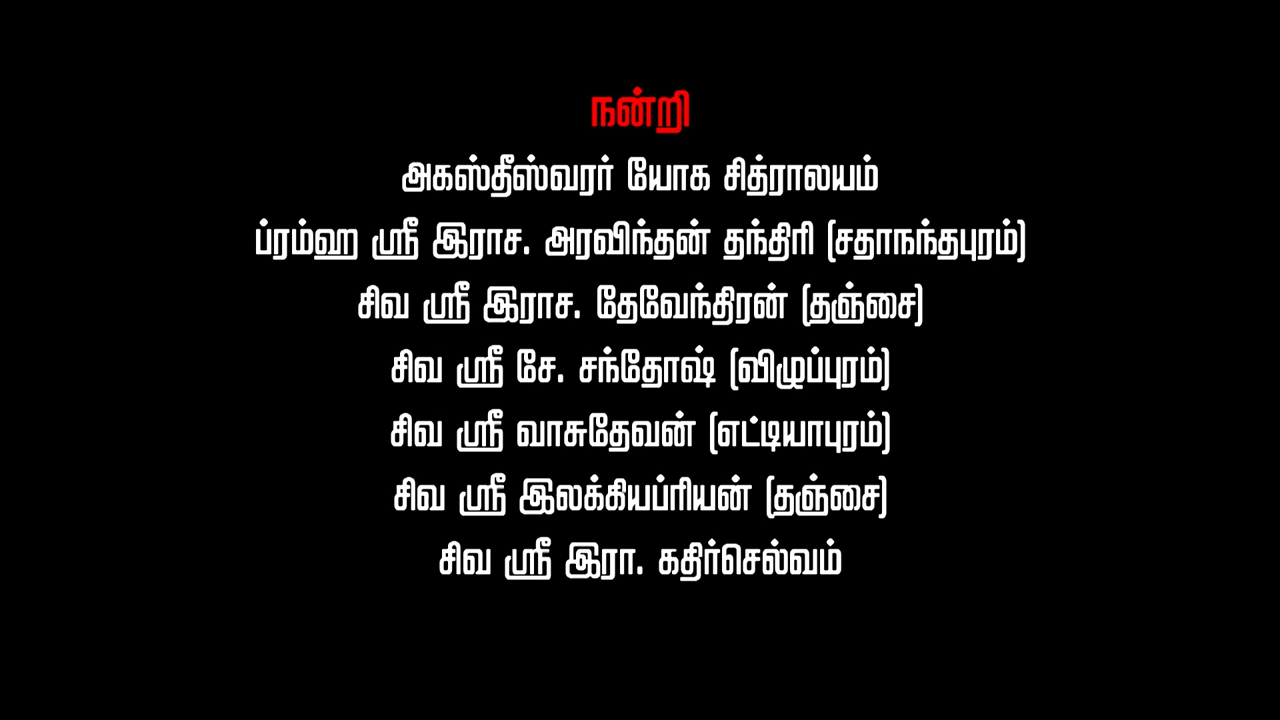 நன்றி
அகஸ்தீஸ்வரர் யோக சித்ராலயம்
ப்ரம்ஹ ஸ்ரீ இராச. அரவிந்தன் தந்திரி (சதாநந்தபுரம்)
சிவ ஸ்ரீ இராச. தேவேந்திரன் (தஞ்சை)
சிவ ஸ்ரீ சே. சந்தோஷ் (விழுப்புரம்)
சிவ ஸ்ரீ வாசுதேவன் (எட்டியாபுரம்)
சிவ ஸ்ரீ இலக்கியப்ரியன் (தஞ்சை)
சிவ ஸ்ரீ இரா. கதிர்செல்வம்